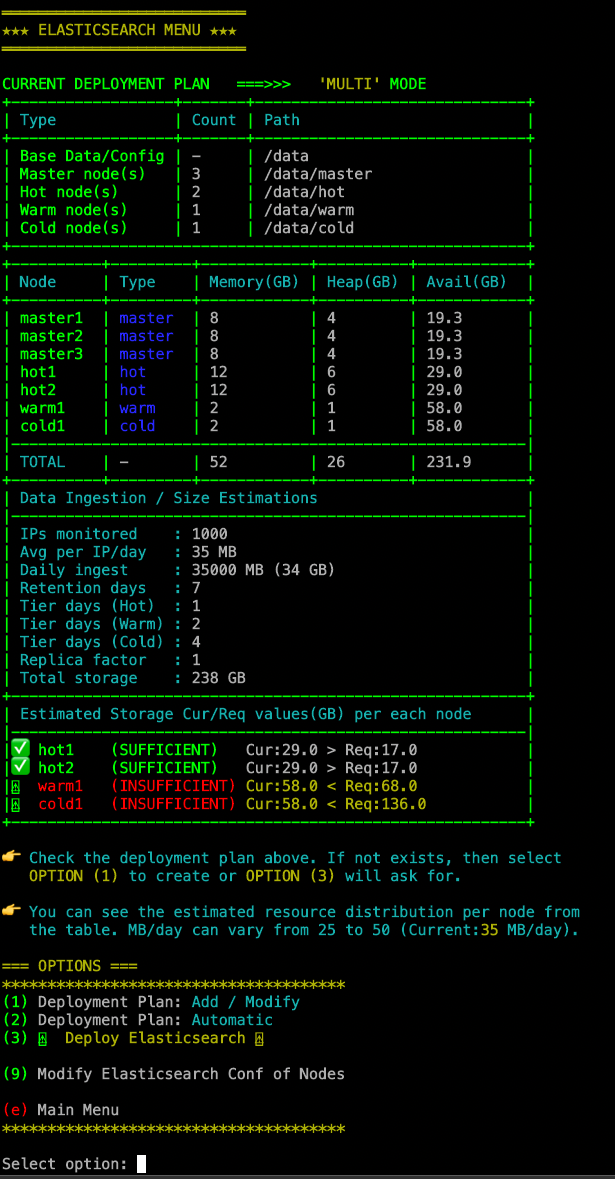 ★★★ ELASTICSEARCH MENU ★★★
CURRENT DEPLOYMENT PLAN ===>>> 'MULTI' MODE
| Type | Count | Path |
| Base Data/Config | – | /data |
| Master node(s) | 3 | /data/master |
| Hot node(s) | 2 | /data/hot |
| Warm node(s) | 1 | /data/warm |
| Cold node(s) | 1 | /data/cold |
| Node | Type | Memory(GB) | Heap(GB) | Avail(GB) |
| master1 | master | 8 | 4 | 19.3 |
| master2 | master | 8 | 4 | 19.3 |
| master3 | master | 8 | 4 | 19.3 |
| hot1 | hot | 12 | 6 | 29.0 |
| hot2 | hot | 12 | 6 | 29.0 |
| warm1 | warm | 2 | 1 | 58.0 |
| cold1 | cold | 2 | 1 | 58.0 |
| TOTAL | – | 52 | 26 | 231.9 |
| Data Ingestion / Size Estimations |
| IPs monitored : 1000 |
| Avg per IP/day : 35 MB |
| Daily ingest : 35000 MB (34 GB) |
| Retention days : 7 |
| Tier days (Hot) : 1 |
| Tier days (Warm) : 2 |
| Tier days (Cold) : 4 |
| Replica factor : 1 |
| Total storage : 238 GB |
| Estimated Storage Cur/Req values(GB) per each node |
|✅ hot1 (SUFFICIENT) Cur:29.0 > Req:17.0 |
|✅ hot2 (SUFFICIENT) Cur:29.0 > Req:17.0 |
| warm1 (INSUFFICIENT) Cur:58.0 < Req:68.0 |
| cold1 (INSUFFICIENT) Cur:58.0 < Req:136.0 |
👉 Check the deployment plan above. If not exists, then select
OPTION (1) to create or OPTION (3) will ask for.
👉 You can see the estimated resource distribution per node from
the table. MB/day can vary from 25 to 50 (Current:35 MB/day).
=== OPTIONS ===
**************************************
(1) Deployment Plan: Add / Modify
(2) Deployment Plan: Automatic
(3) Deploy Elasticsearch
(9) Modify Elasticsearch Conf of Nodes
(e) Main Menu
**************************************
Select option: